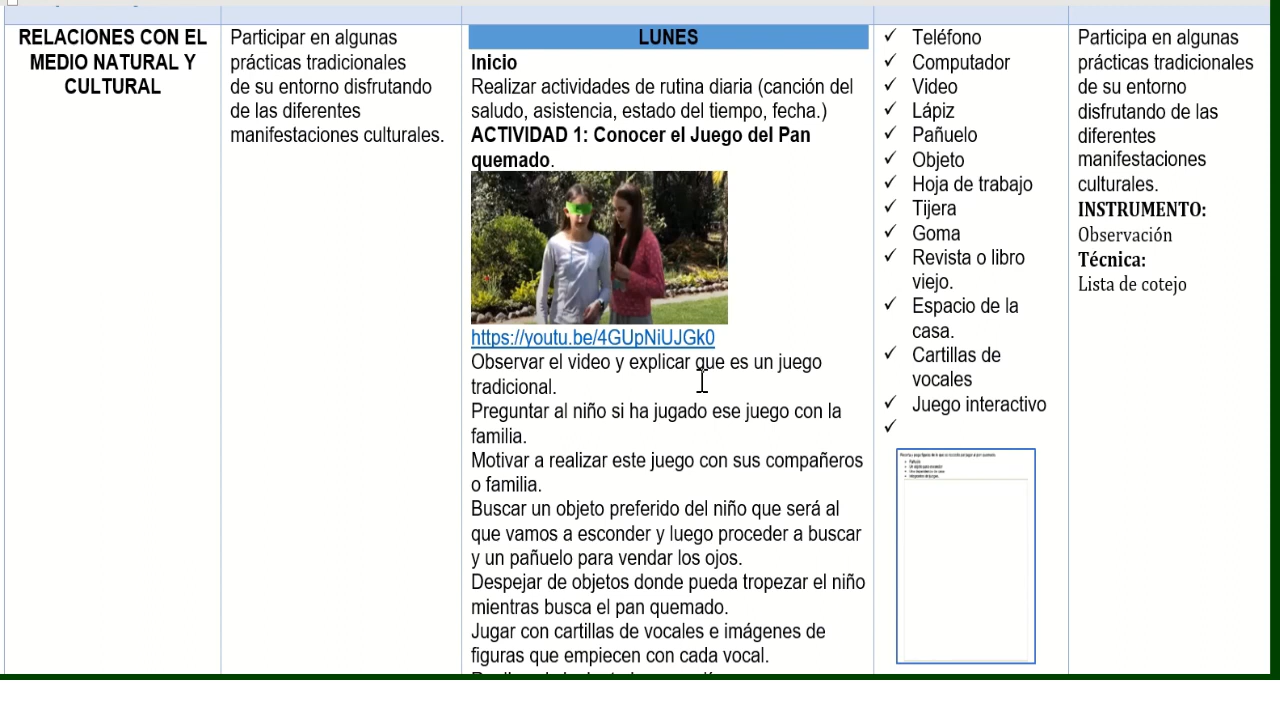 RELACIONES CON EL
MEDIO NATURAL Y
CULTURAL
Participar en algunas
prácticas tradicionales
de su entorno disfrutando
de las diferentes
manifestaciones culturales.
LUNES
Inicio
Realizar actividades de rutina diaria (canción del
saludo, asistencia, estado del tiempo, fecha.)
ACTIVIDAD 1: Conocer el Juego del Pan
quemado.
https://youtu.be/4GUpNiUJGk0
Observar el video y explicar que es un juego
tradicional.
Preguntar al niño si ha jugado ese juego con la
familia.
Motivar a realizar este juego con sus compañeros
o familia.
Buscar un objeto preferido del niño que será al
que vamos a esconder y luego proceder a buscar
y un pañuelo para vendar los ojos.
Despejar de objetos donde pueda tropezar el niño
mientras busca el pan quemado.
Jugar con cartillas de vocales e imágenes de
figuras que empiecen con cada vocal.
✓ Teléfono
✓ Computador
✓ Video
✓ Lápiz
✓ Pañuelo
✓ Objeto
✓ Hoja de trabajo
✓ Tijera
✓ Goma
✓ Revista o libro
viejo.
✓ Espacio de la
casa.
✓ Cartillas de
vocales
✓ Juego interactivo
✓
Participa en algunas
prácticas tradicionales
de su entorno
disfrutando de las
diferentes
manifestaciones
culturales.
INSTRUMENTO:
Observación
Técnica:
Lista de cotejo